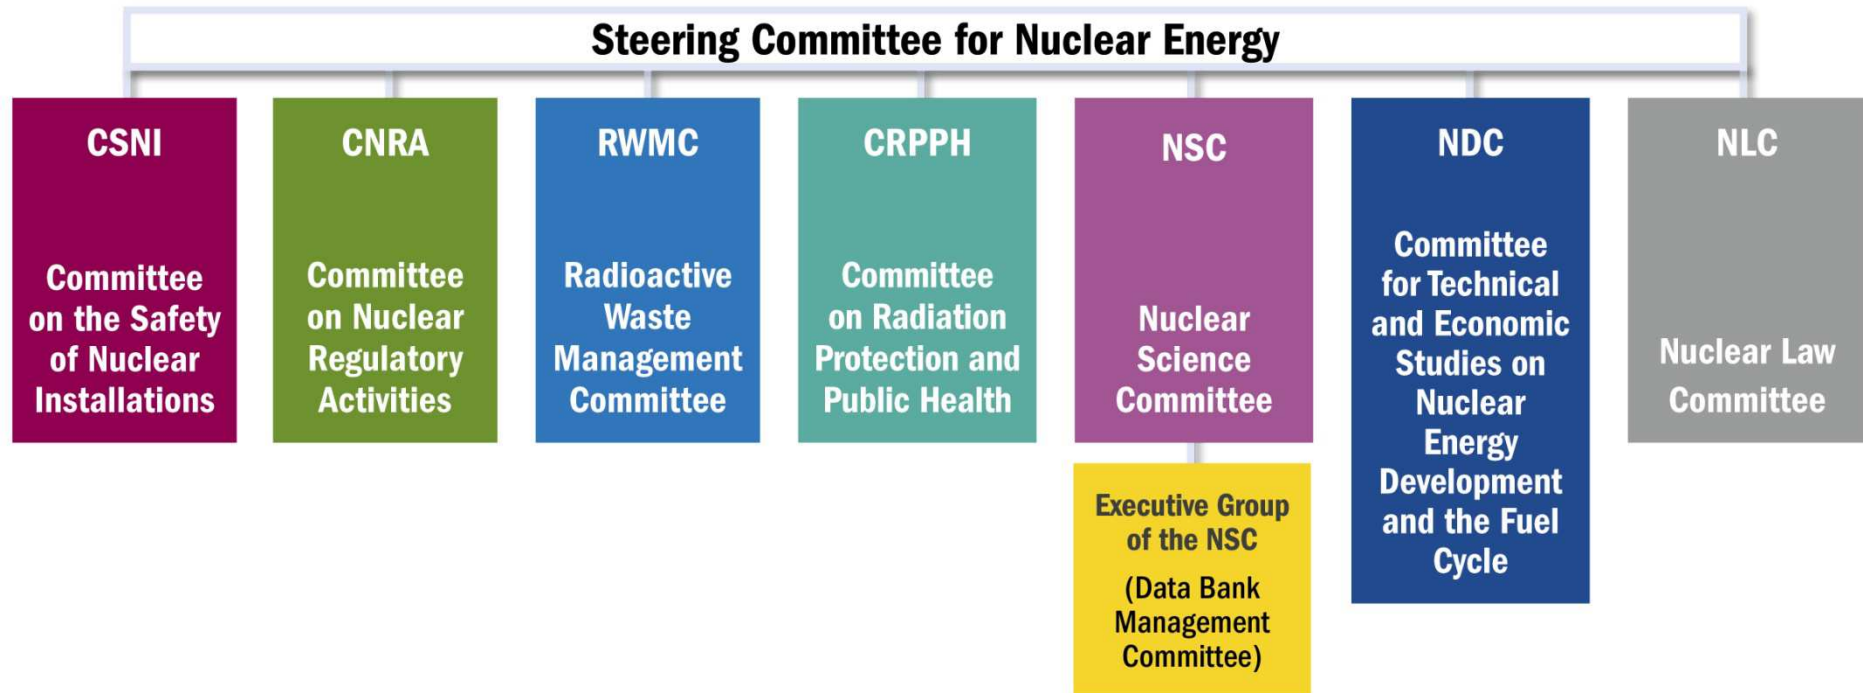 Steering Committee for Nuclear Energy
CSNI
Committee
on the Safety
of Nuclear
Installations
CNRA
Committee
on Nuclear
Regulatory
Activities
RWMC
Radioactive
Waste
Management
Committee
CRPPH
Committee
on Radiation
Protection and
Public Health
NSC
Nuclear
Science
Committee
Executive Group
of the NSC
(Data Bank
Management
Committee)
NDC
Committee
for Technical
and Economic
Studies on
Nuclear
Energy
Development
and the Fuel
Cycle
NLC
Nuclear Law
Committee